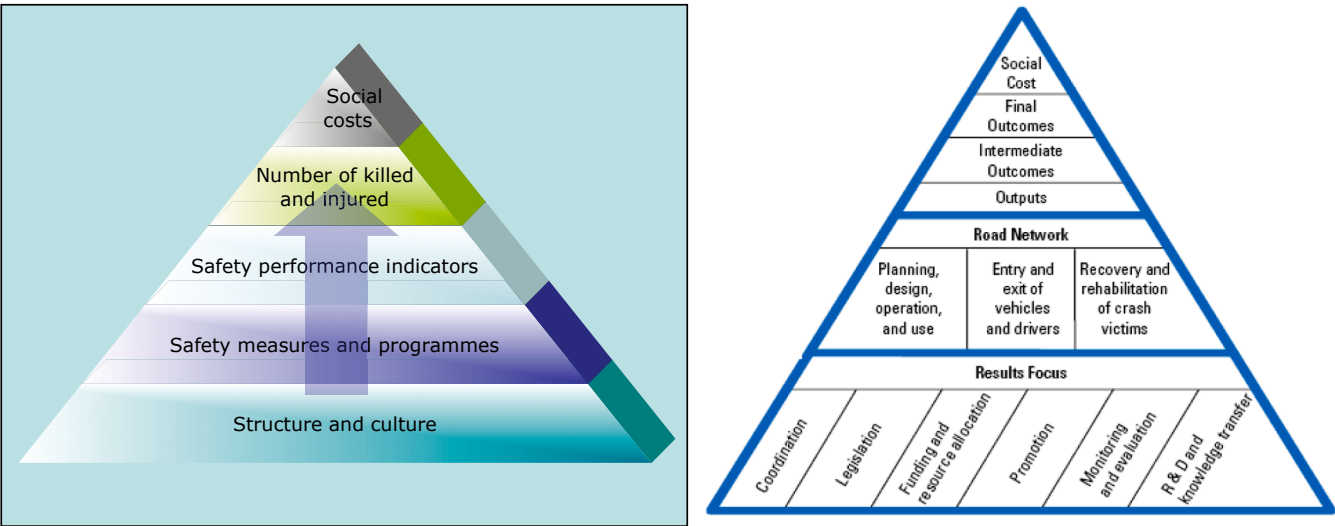 Social
costs
Number of killed
and injured
Safety performance indicators
Safety measures and programmes
Structure and culture
Social
Cost
Final
Outcomes
Intermediate
Outcomes
Outputs
Road Network
Planning,
design,
operation,
and use
Entry and
exit of
vehicles
and drivers
Recovery and
rehabilitation
of crash
victims
Results Focus
Coordination
Legislation
Funding and
resource allocation
Promotion
Monitoring
and evaluation
R & D and
knowledge transfer